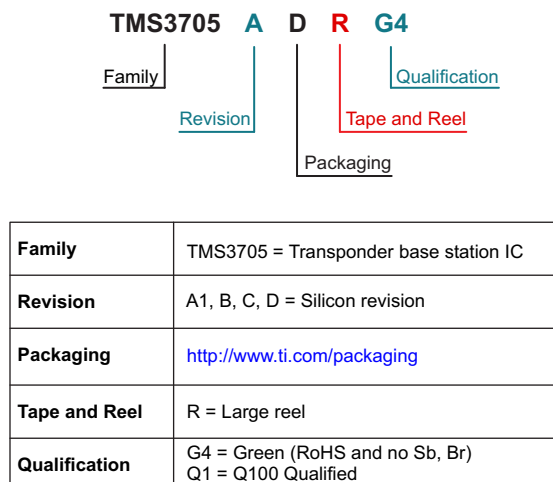 TMS3705 A D R G4
Family
Qualification
Revision
Tape and Reel
Packaging
Family TMS3705 = Transponder base station IC
Revision A1, B, C, D = Silicon revision
Packaging http://www.ti.com/packaging
Tape and Reel R = Large reel
Qualification G4 = Green (RoHS and no Sb, Br)
Q1 = Q100 Qualified